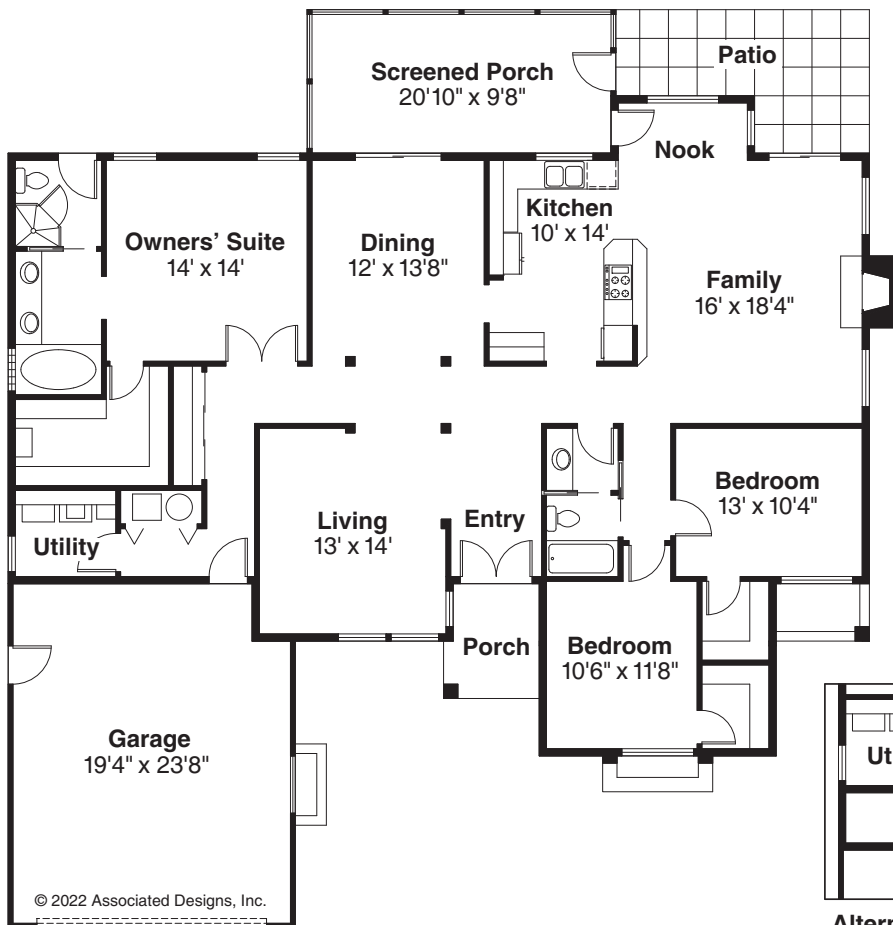 Patio
Screened Porch
20'10" x 9'8"
Nook
Owners' Suite
14' x 14'
Dining
12' x 13'8"
Kitchen
10' x 14'
Family
16' x 18'4"
Bedroom
13' x 10'4"
Living
13' x 14'
Entry
Utility
Porch
Bedroom
10'6" x 11'8"
Garage
19'4" x 23'8"
Ut
© 2022 Associated Designs, Inc.
Altern